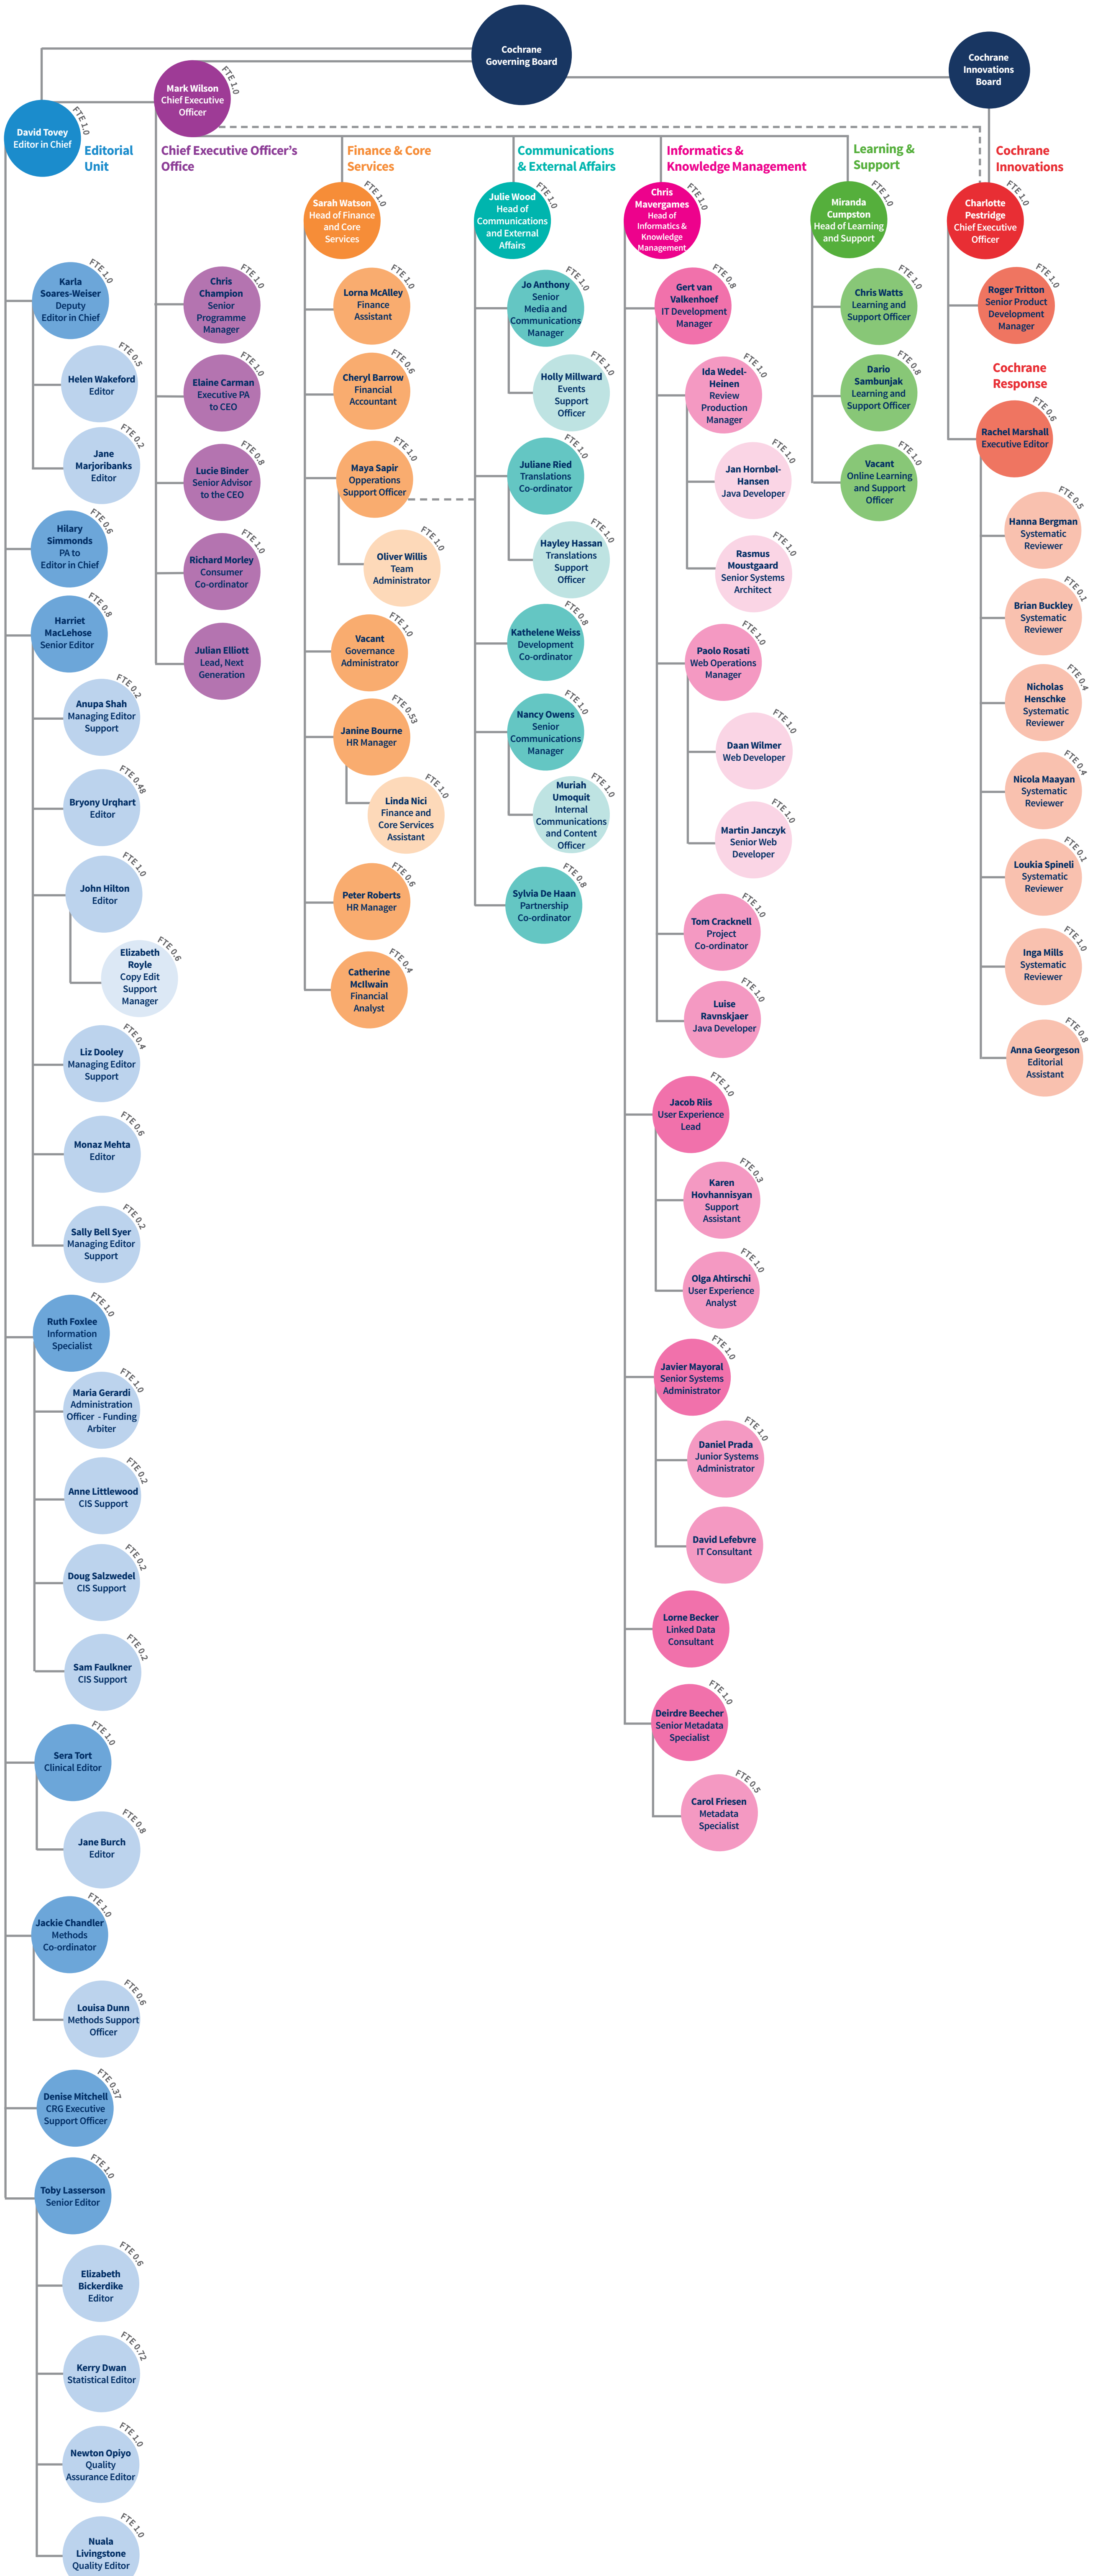 Cochrane
Governing Board
Cochrane
Innovations
Board
FTE 1.0
Mark Wilson
Chief Executive
Officer
FTE 1.0
David Tovey
Editor in Chief
Editorial
Unit
FTE 1.0
Karla
Soares-Weiser
Deputy
Editor in Chief
FTE 0.5
Helen Wakeford
Editor
FTE 0.2
Jane
Marjoribanks
Editor
FTE 0.6
Hilary
Simmonds
PA to
Editor in Chief
FTE 0.8
Harriet
MacLehose
Senior Editor
FTE 0.2
Anupa Shah
Managing Editor
Support
FTE 0.48
Bryony Urqhart
Editor
FTE 1.0
John Hilton
Editor
FTE 0.6
Elizabeth
Royle
Copy Edit
Support
Manager
FTE 0.4
Liz Dooley
Managing Editor
Support
FTE 0.6
Monaz Mehta
Editor
FTE 0.2
Sally Bell Syer
Managing Editor
Support
FTE 1.0
Ruth Foxlee
Information
Specialist
FTE 1.0
Maria Gerardi
Administration
Officer - Funding
Arbiter
FTE 0.2
Anne Littlewood
CIS Support
FTE 0.2
Doug Salzwedel
CIS Support
FTE 0.2
Sam Faulkner
CIS Support
FTE 1.0
Sera Tort
Clinical Editor
FTE 0.8
Jane Burch
Editor
FTE 1.0
Jackie Chandler
Methods
Co-ordinator
FTE 0.6
Louisa Dunn
Methods Support
Officer
FTE 0.37
Denise Mitchell
CRG Executive
Support Officer
FTE 1.0
Toby Lasserson
Senior Editor
FTE 0.6
Elizabeth
Bickerdike
Editor
FTE 0.72
Kerry Dwan
Statistical Editor
FTE 1.0
Newton Opiyo
Quality
Assurance Editor
FTE 1.0
Nuala
Livingstone
Quality Editor
Chief Executive Officer's
Office
FTE 1.0
Chris
Champion
Senior
Programme
Manager
FTE 1.0
Elaine Carman
Executive PA
to CEO
FTE 0.8
Lucie Binder
Senior Advisor
to the CEO
FTE 1.0
Richard Morley
Consumer
Co-ordinator
Julian Elliott
Lead, Next
Generation
Finance & Core
Services
FTE 1.0
Sarah Watson
Head of Finance
and Core
Services
FTE 1.0
Lorna McAlley
Finance
Assistant
FTE 0.6
Cheryl Barrow
Financial
Accountant
FTE 1.0
Maya Sapir
Opperations
Support Officer
FTE 1.0
Oliver Willis
Team
Administrator
FTE 1.0
Vacant
Governance
Administrator
FTE 0.53
Janine Bourne
HR Manager
FTE 1.0
Linda Nici
Finance and
Core Services
Assistant
FTE 0.6
Peter Roberts
HR Manager
FTE 0.4
Catherine
McIlwain
Financial
Analyst
Communications
& External Affairs
FTE 1.0
Julie Wood
Head of
Communications
and External
Affairs
FTE 1.0
Jo Anthony
Senior
Media and
Communications
Manager
FTE 1.0
Holly Millward
Events
Support
Officer
FTE 1.0
Juliane Ried
Translations
Co-ordinator
FTE 1.0
Hayley Hassan
Translations
Support
Officer
FTE 0.8
Kathelene Weiss
Development
Co-ordinator
FTE 1.0
Nancy Owens
Senior
Communications
Manager
FTE 1.0
Muriah
Umoquit
Internal
Communications
and Content
Officer
FTE 0.8
Sylvia De Haan
Partnership
Co-ordinator
Informatics &
Knowledge Management
FTE 1.0
Chris
Mavergames
Head of
Informatics &
Knowledge
Management
FTE 0.8
Gert van
Valkenhoef
IT Development
Manager
FTE 1.0
Ida Wedel-
Heinen
Review
Production
Manager
FTE 1.0
Jan Hornbøl-
Hansen
Java Developer
FTE 1.0
Rasmus
Moustgaard
Senior Systems
Architect
FTE 1.0
Paolo Rosati
Web Operations
Manager
FTE 1.0
Daan Wilmer
Web Developer
FTE 1.0
Martin Janczyk
Senior Web
Developer
FTE 1.0
Tom Cracknell
Project
Co-ordinator
FTE 1.0
Luise
Ravnskjaer
Java Developer
FTE 1.0
Jacob Riis
User Experience
Lead
FTE 0.3
Karen
Hovhannisyan
Support
Assistant
FTE 1.0
Olga Ahtirschi
User Experience
Analyst
FTE 1.0
Javier Mayoral
Senior Systems
Administrator
FTE 1.0
Daniel Prada
Junior Systems
Administrator
David Lefebvre
IT Consultant
Lorne Becker
Linked Data
Consultant
FTE 1.0
Deirdre Beecher
Senior Metadata
Specialist
FTE 0.5
Carol Friesen
Metadata
Specialist
Learning &
Support
FTE 1.0
Miranda
Cumpston
Head of Learning
and Support
FTE 1.0
Chris Watts
Learning and
Support Officer
FTE 0.8
Dario
Sambunjak
Learning and
Support Officer
FTE 1.0
Vacant
Online Learning
and Support
Officer
Cochrane
Innovations
FTE 1.0
Charlotte
Pestridge
Chief Executive
Officer
FTE 1.0
Roger Tritton
Senior Product
Development
Manager
Cochrane
Response
FTE 0.6
Rachel Marshall
Executive Editor
FTE 0.5
Hanna Bergman
Systematic
Reviewer
FTE 0.1
Brian Buckley
Systematic
Reviewer
FTE 0.4
Nicholas
Henschke
Systematic
Reviewer
FTE 0.4
Nicola Maayan
Systematic
Reviewer
FTE 0.1
Loukia Spineli
Systematic
Reviewer
FTE 1.0
Inga Mills
Systematic
Reviewer
FTE 0.8
Anna Georgeson
Editorial
Assistant